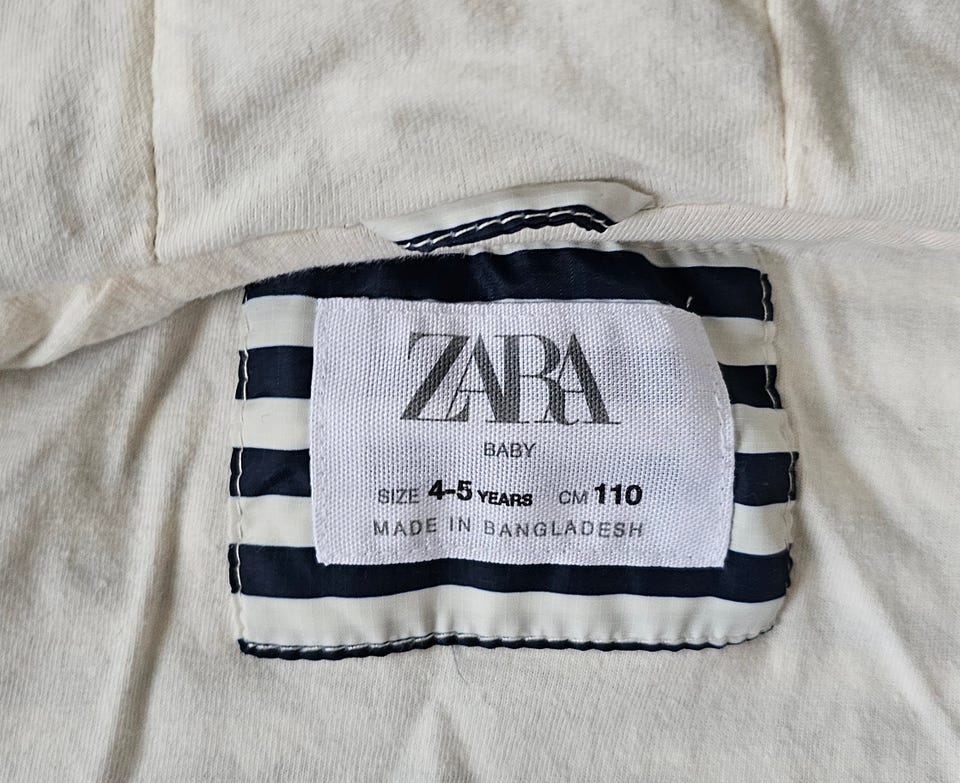 ZARA
BABY
SIZE 4-5 YEARS CM 110
MADE IN BANGLADESH